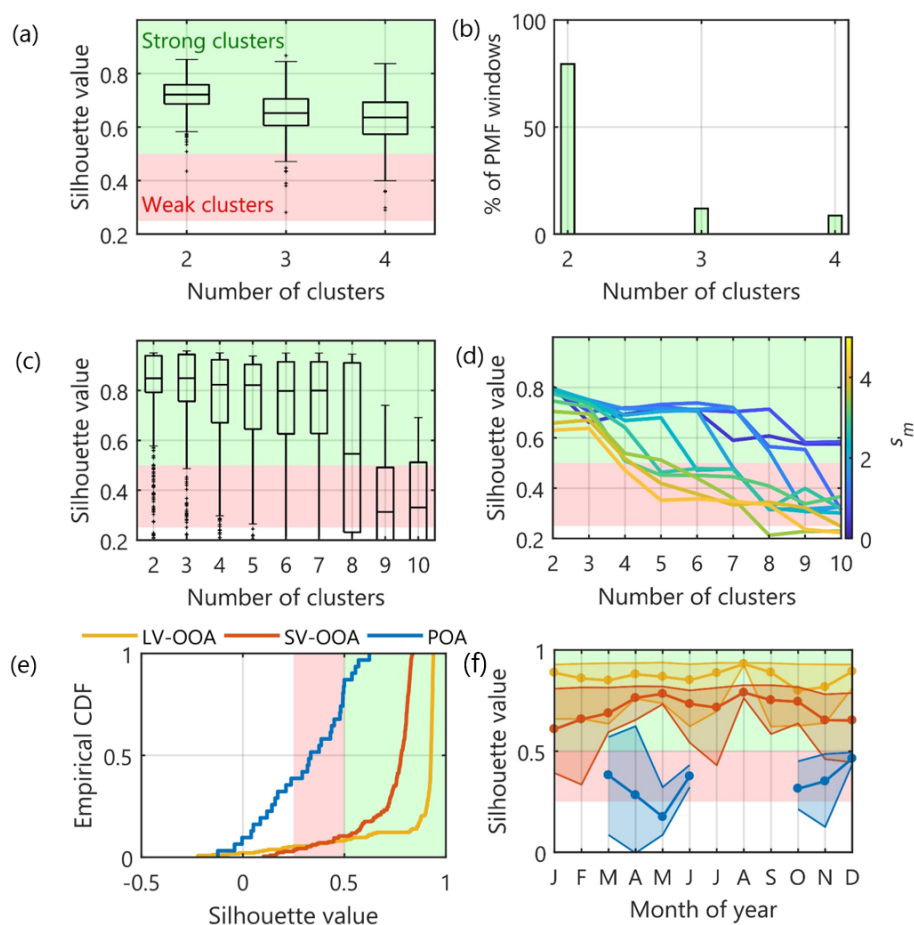 (a)
Silhouette value
Strong clusters
Weak clusters
0.8
0.6
0.4
0.2
2 3 4
Number of clusters
(b)
% of PMF windows
100
50
0
2 3 4
Number of clusters
(c)
Silhouette value
0.8
0.6
0.4
0.2
2 3 4 5 6 7 8 9 10
Number of clusters
(d)
Silhouette value
0.8
0.6
0.4
0.2
2 3 4 5 6 7 8 9 10
Number of clusters
4
2
0
s_m
LV-OOA SV-OOA POA
(e)
Empirical CDF
1
0.5
0
-0.5 0 0.5 1
Silhouette value
(f)
Silhouette value
1
0.5
0
J F M A M J J A S O N D
Month of year